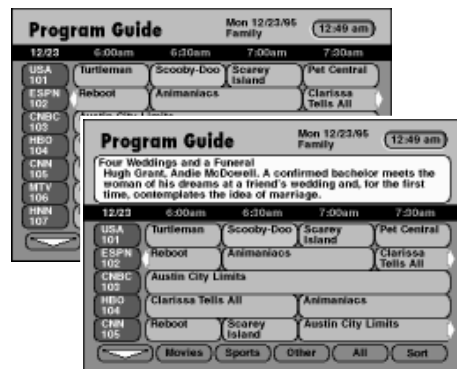 Program Guide
Mon 12/23/95
Family
12:49 am
12/23 6:00am 6:30am 7:00am 7:30am
USA
101
Turtleman Scooby-Doo Scarey
Island
Pet Central
ESPN
102
Reboot Animaniacs Clarissa
Tells All
CNBC
103
Austin City Limits
HBO
104
CNN
105
MTV
106
HNN
107
Program Guide
Mon 12/23/95
Family
12:49 am
Four Weddings and a Funeral
Hugh Grant, Andie McDowell. A confirmed bachelor meets the
woman of his dreams at a friend's wedding and, for the first
time, contemplates the idea of marriage.
12/23 6:00am 6:30am 7:00am 7:30am
USA
101
Turtleman Scooby-Doo Scarey
Island
Pet Central
ESPN
102
Reboot Animaniacs Clarissa
Tells All
CNBC
103
Austin City Limits
HBO
104
Clarissa Tells All Animaniacs
CNN
105
Reboot Scarey
Island
Austin City Limits
Movies Sports Other All Sort